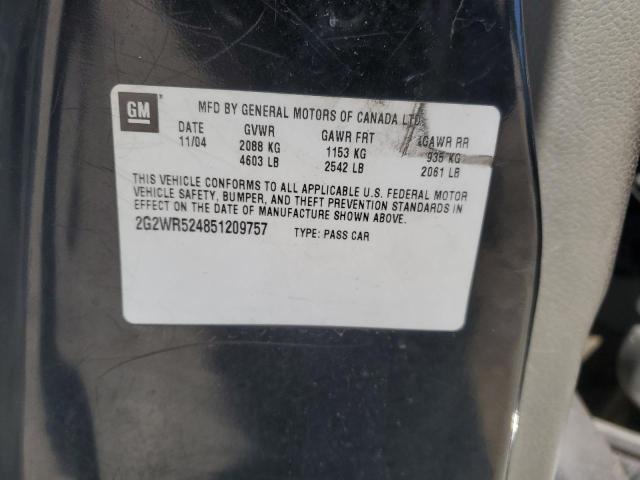 GM
MFD BY GENERAL MOTORS OF CANADA LTD.
DATE GVWR GAWR FRT GAWR RR
11/04 2088 KG 1153 KG 935 KG
4603 LB 2542 LB 2061 LB
THIS VEHICLE CONFORMS TO ALL APPLICABLE U.S. FEDERAL MOTOR
VEHICLE SAFETY, BUMPER, AND THEFT PREVENTION STANDARDS IN
EFFECT ON THE DATE OF MANUFACTURE SHOWN ABOVE.
2G2WR524851209757 TYPE: PASS CAR